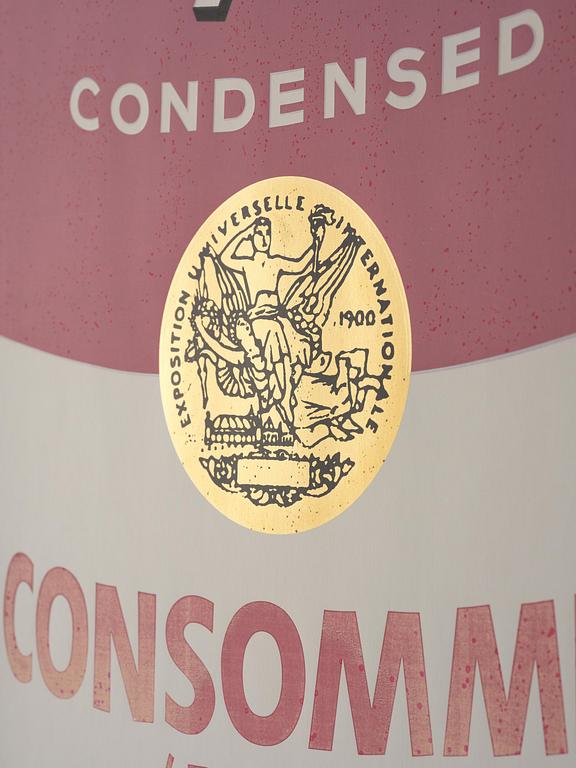 CONDENSED
EXPOSITION UNIVERSELLE INTERNATIONALE
.1900
CONSOMM